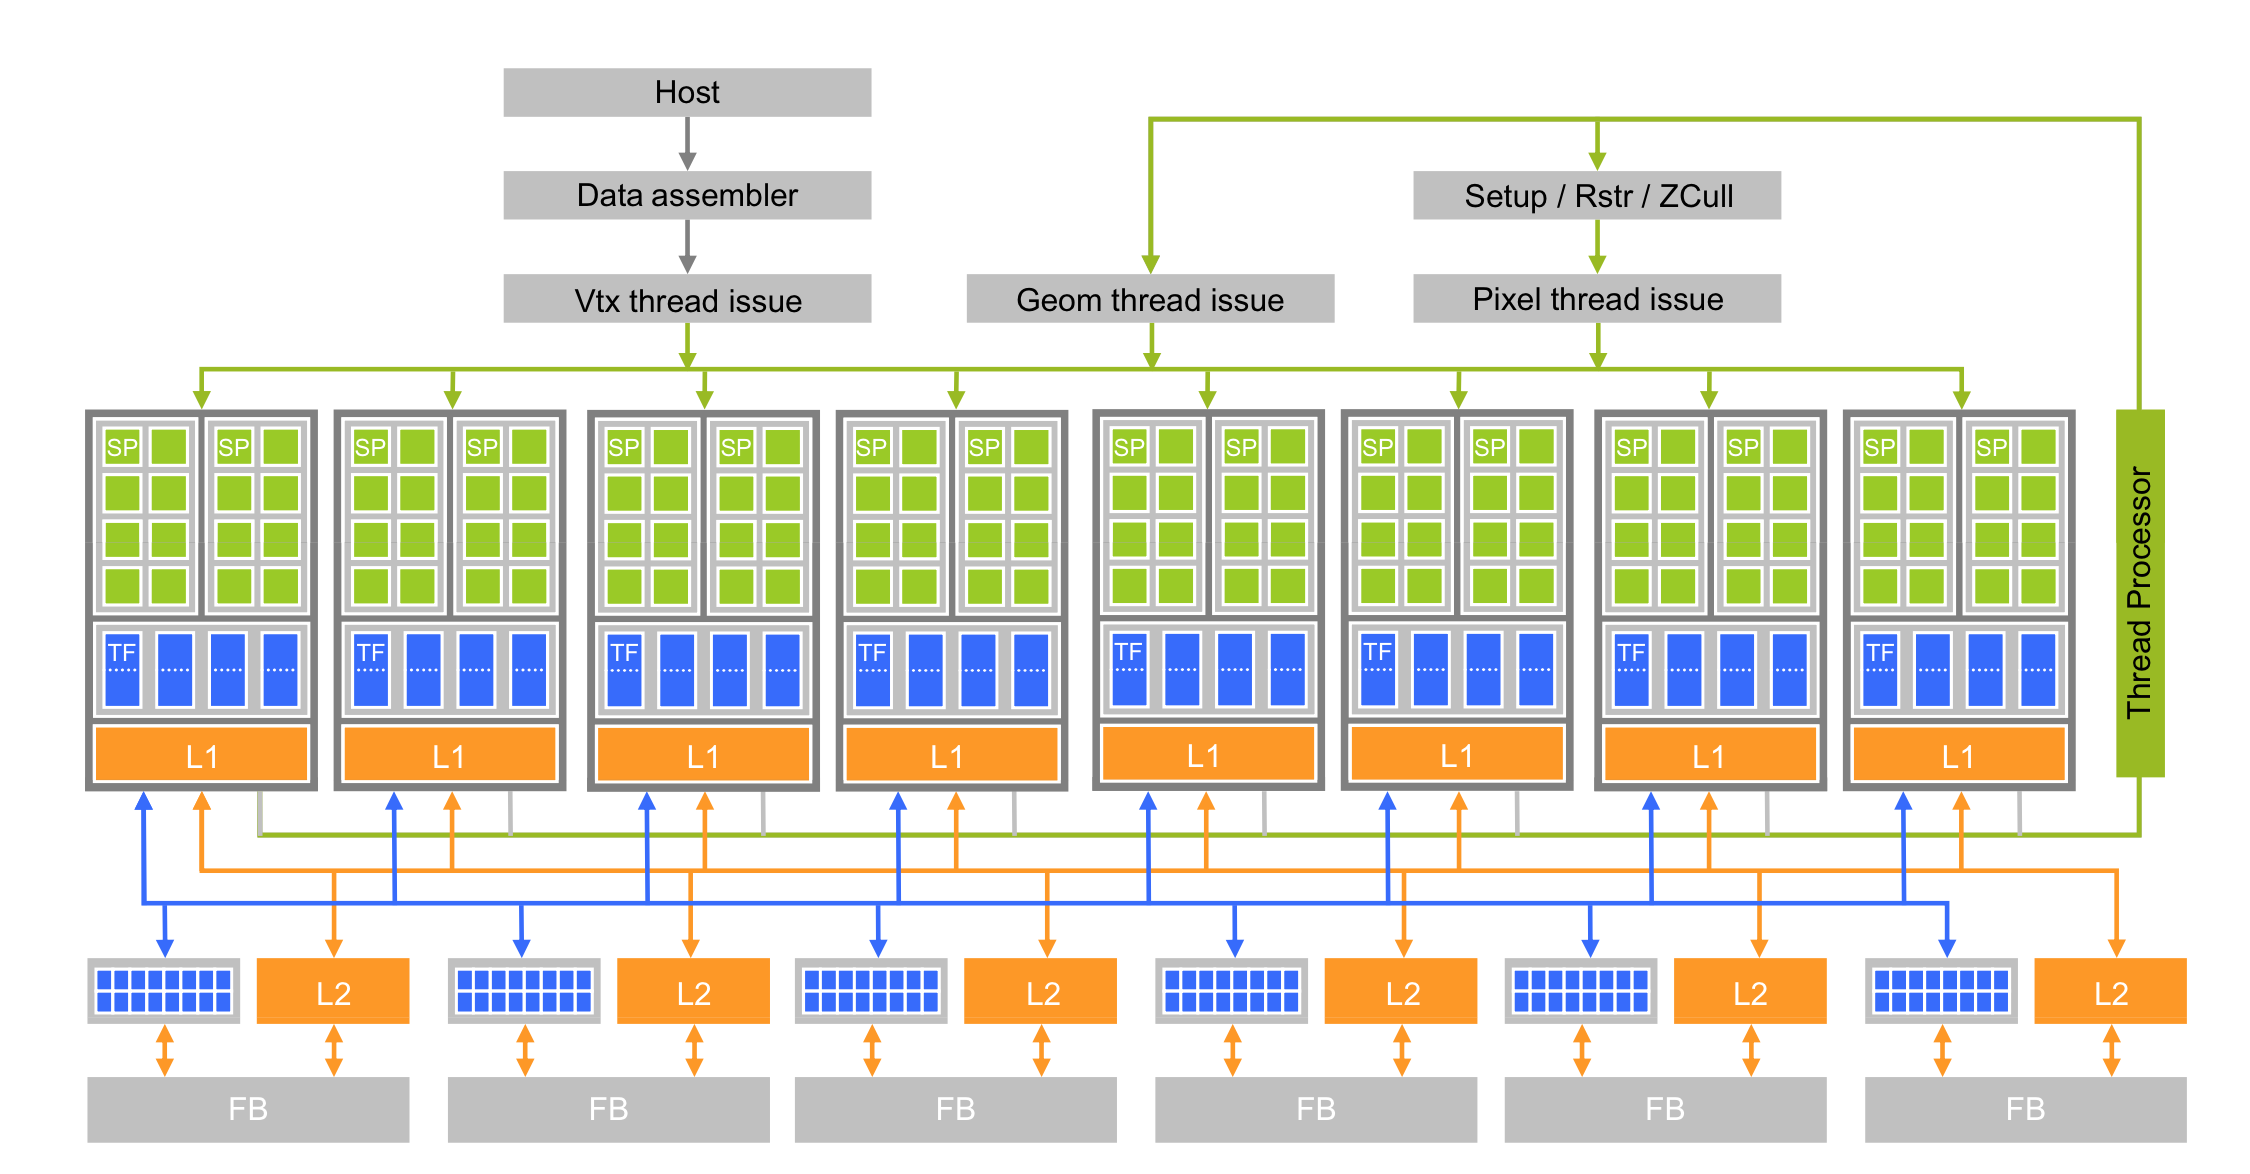 Host
Data assembler
Setup / Rstr / ZCull
Vtx thread issue
Geom thread issue
Pixel thread issue
SP SP SP SP SP SP SP SP SP SP SP SP SP SP SP SP
TF TF TF TF TF TF TF TF
L1 L1 L1 L1 L1 L1 L1 L1
Thread Processor
L2 L2 L2 L2 L2 L2
FB FB FB FB FB FB